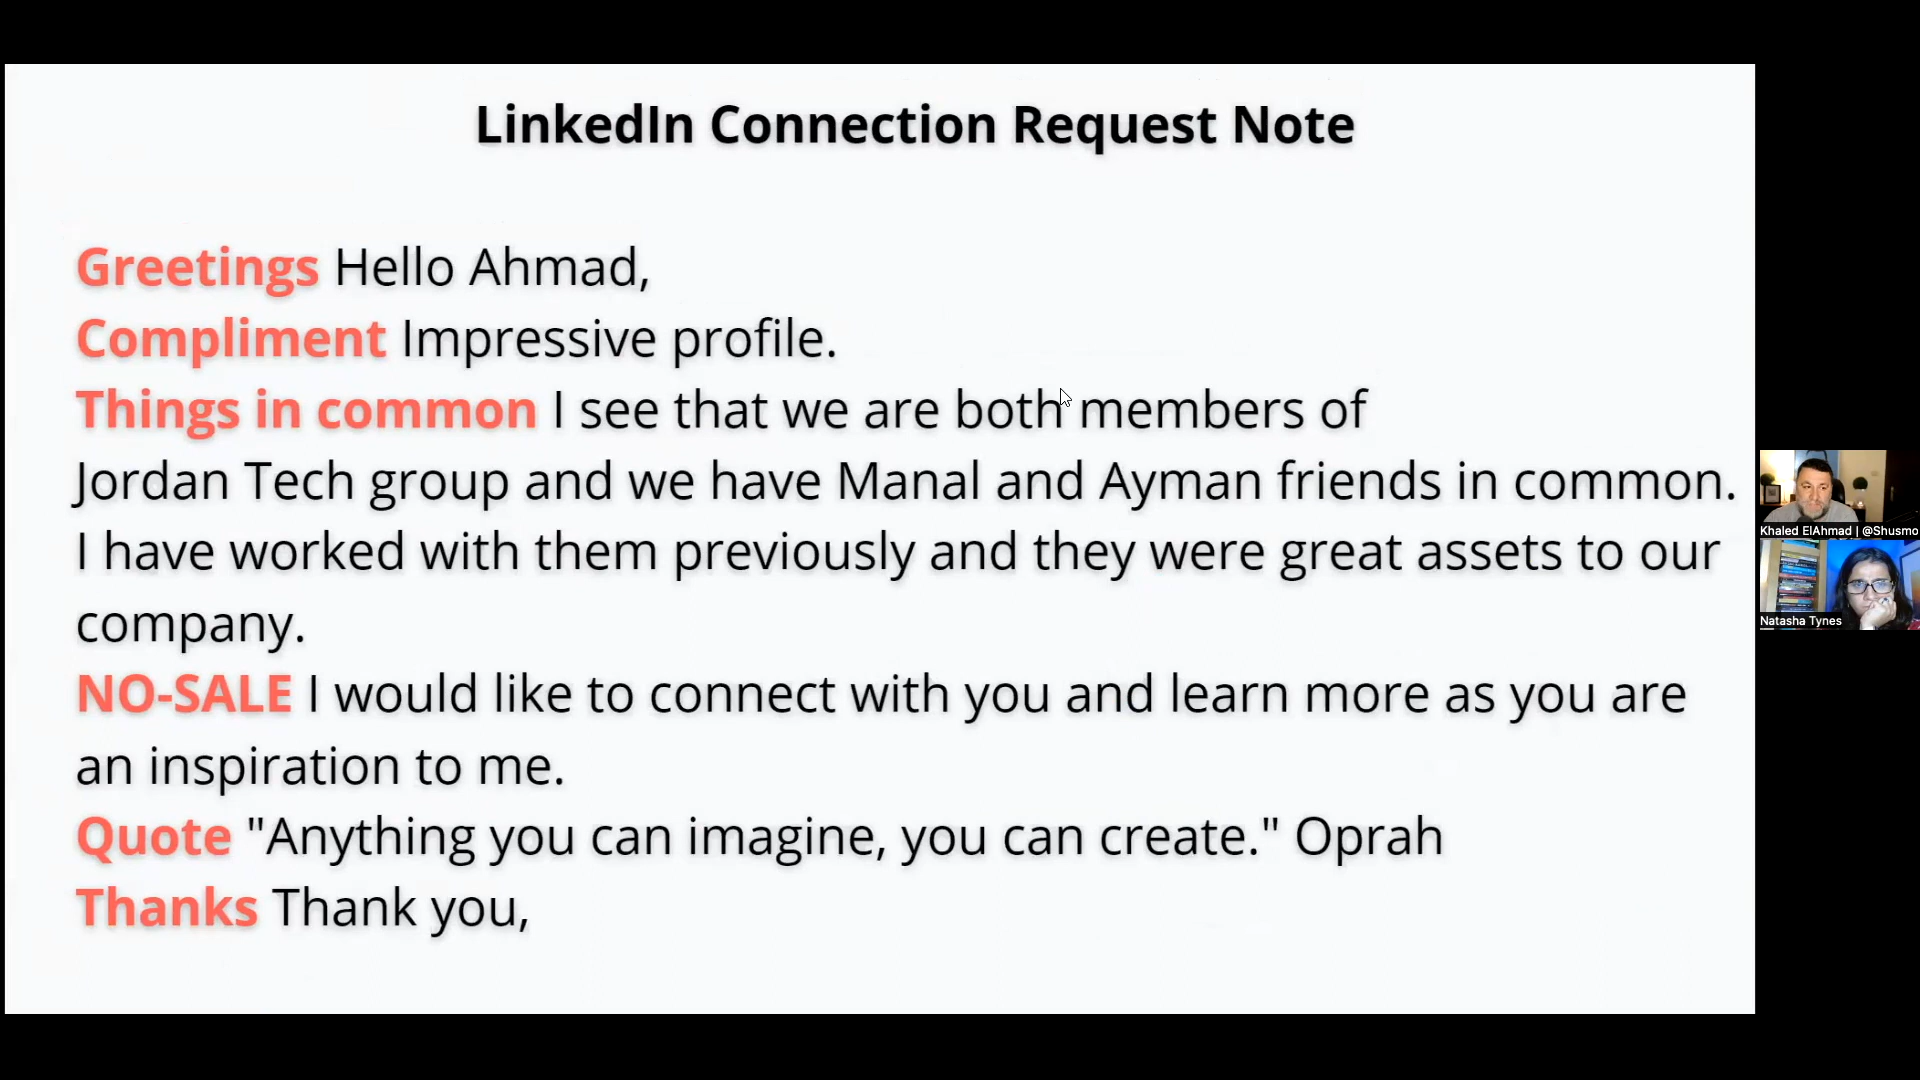 LinkedIn Connection Request Note
Greetings Hello Ahmad,
Compliment Impressive profile.
Things in common I see that we are both members of
Jordan Tech group and we have Manal and Ayman friends in common.
I have worked with them previously and they were great assets to our
company.
NO-SALE I would like to connect with you and learn more as you are
an inspiration to me.
Quote "Anything you can imagine, you can create." Oprah
Thanks Thank you,
Khaled ElAhmad | @Shusmo
Natasha Tynes